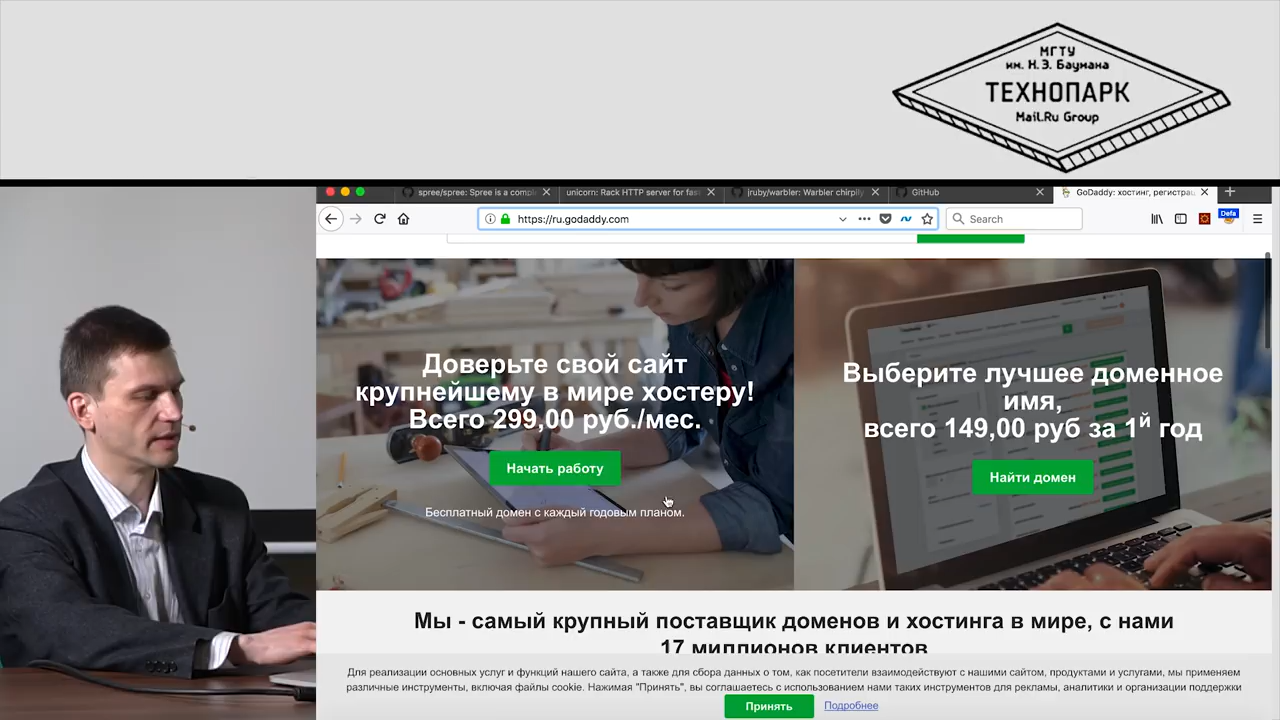 МГТУ
им. Н.Э. Баумана
ТЕХНОПАРК
Mail.Ru Group
spree/spree: Spree is a compl
unicorn: Rack HTTP server for fas
jruby/warbler: Warbler chirpily
GitHub
GoDaddy: хостинг, регистрац
https://ru.godaddy.com
Search
Defa
Доверьте свой сайт
крупнейшему в мире хостеру!
Всего 299,00 руб./мес.
Начать работу
Бесплатный домен с каждый годовым планом.
Выберите лучшее доменное
имя,
всего 149,00 руб за 1й год
Найти домен
Мы - самый крупный поставщик доменов и хостинга в мире, с нами
17 миллионов клиентов
Для реализации основных услуг и функций нашего сайта, а также для сбора данных о том, как посетители взаимодействуют с нашими сайтом, продуктами и услугами, мы применяем
различные инструменты, включая файлы cookie. Нажимая "Принять", вы соглашаетесь с использованием нами таких инструментов для рекламы, аналитики и организации поддержки
Принять
Подробнее